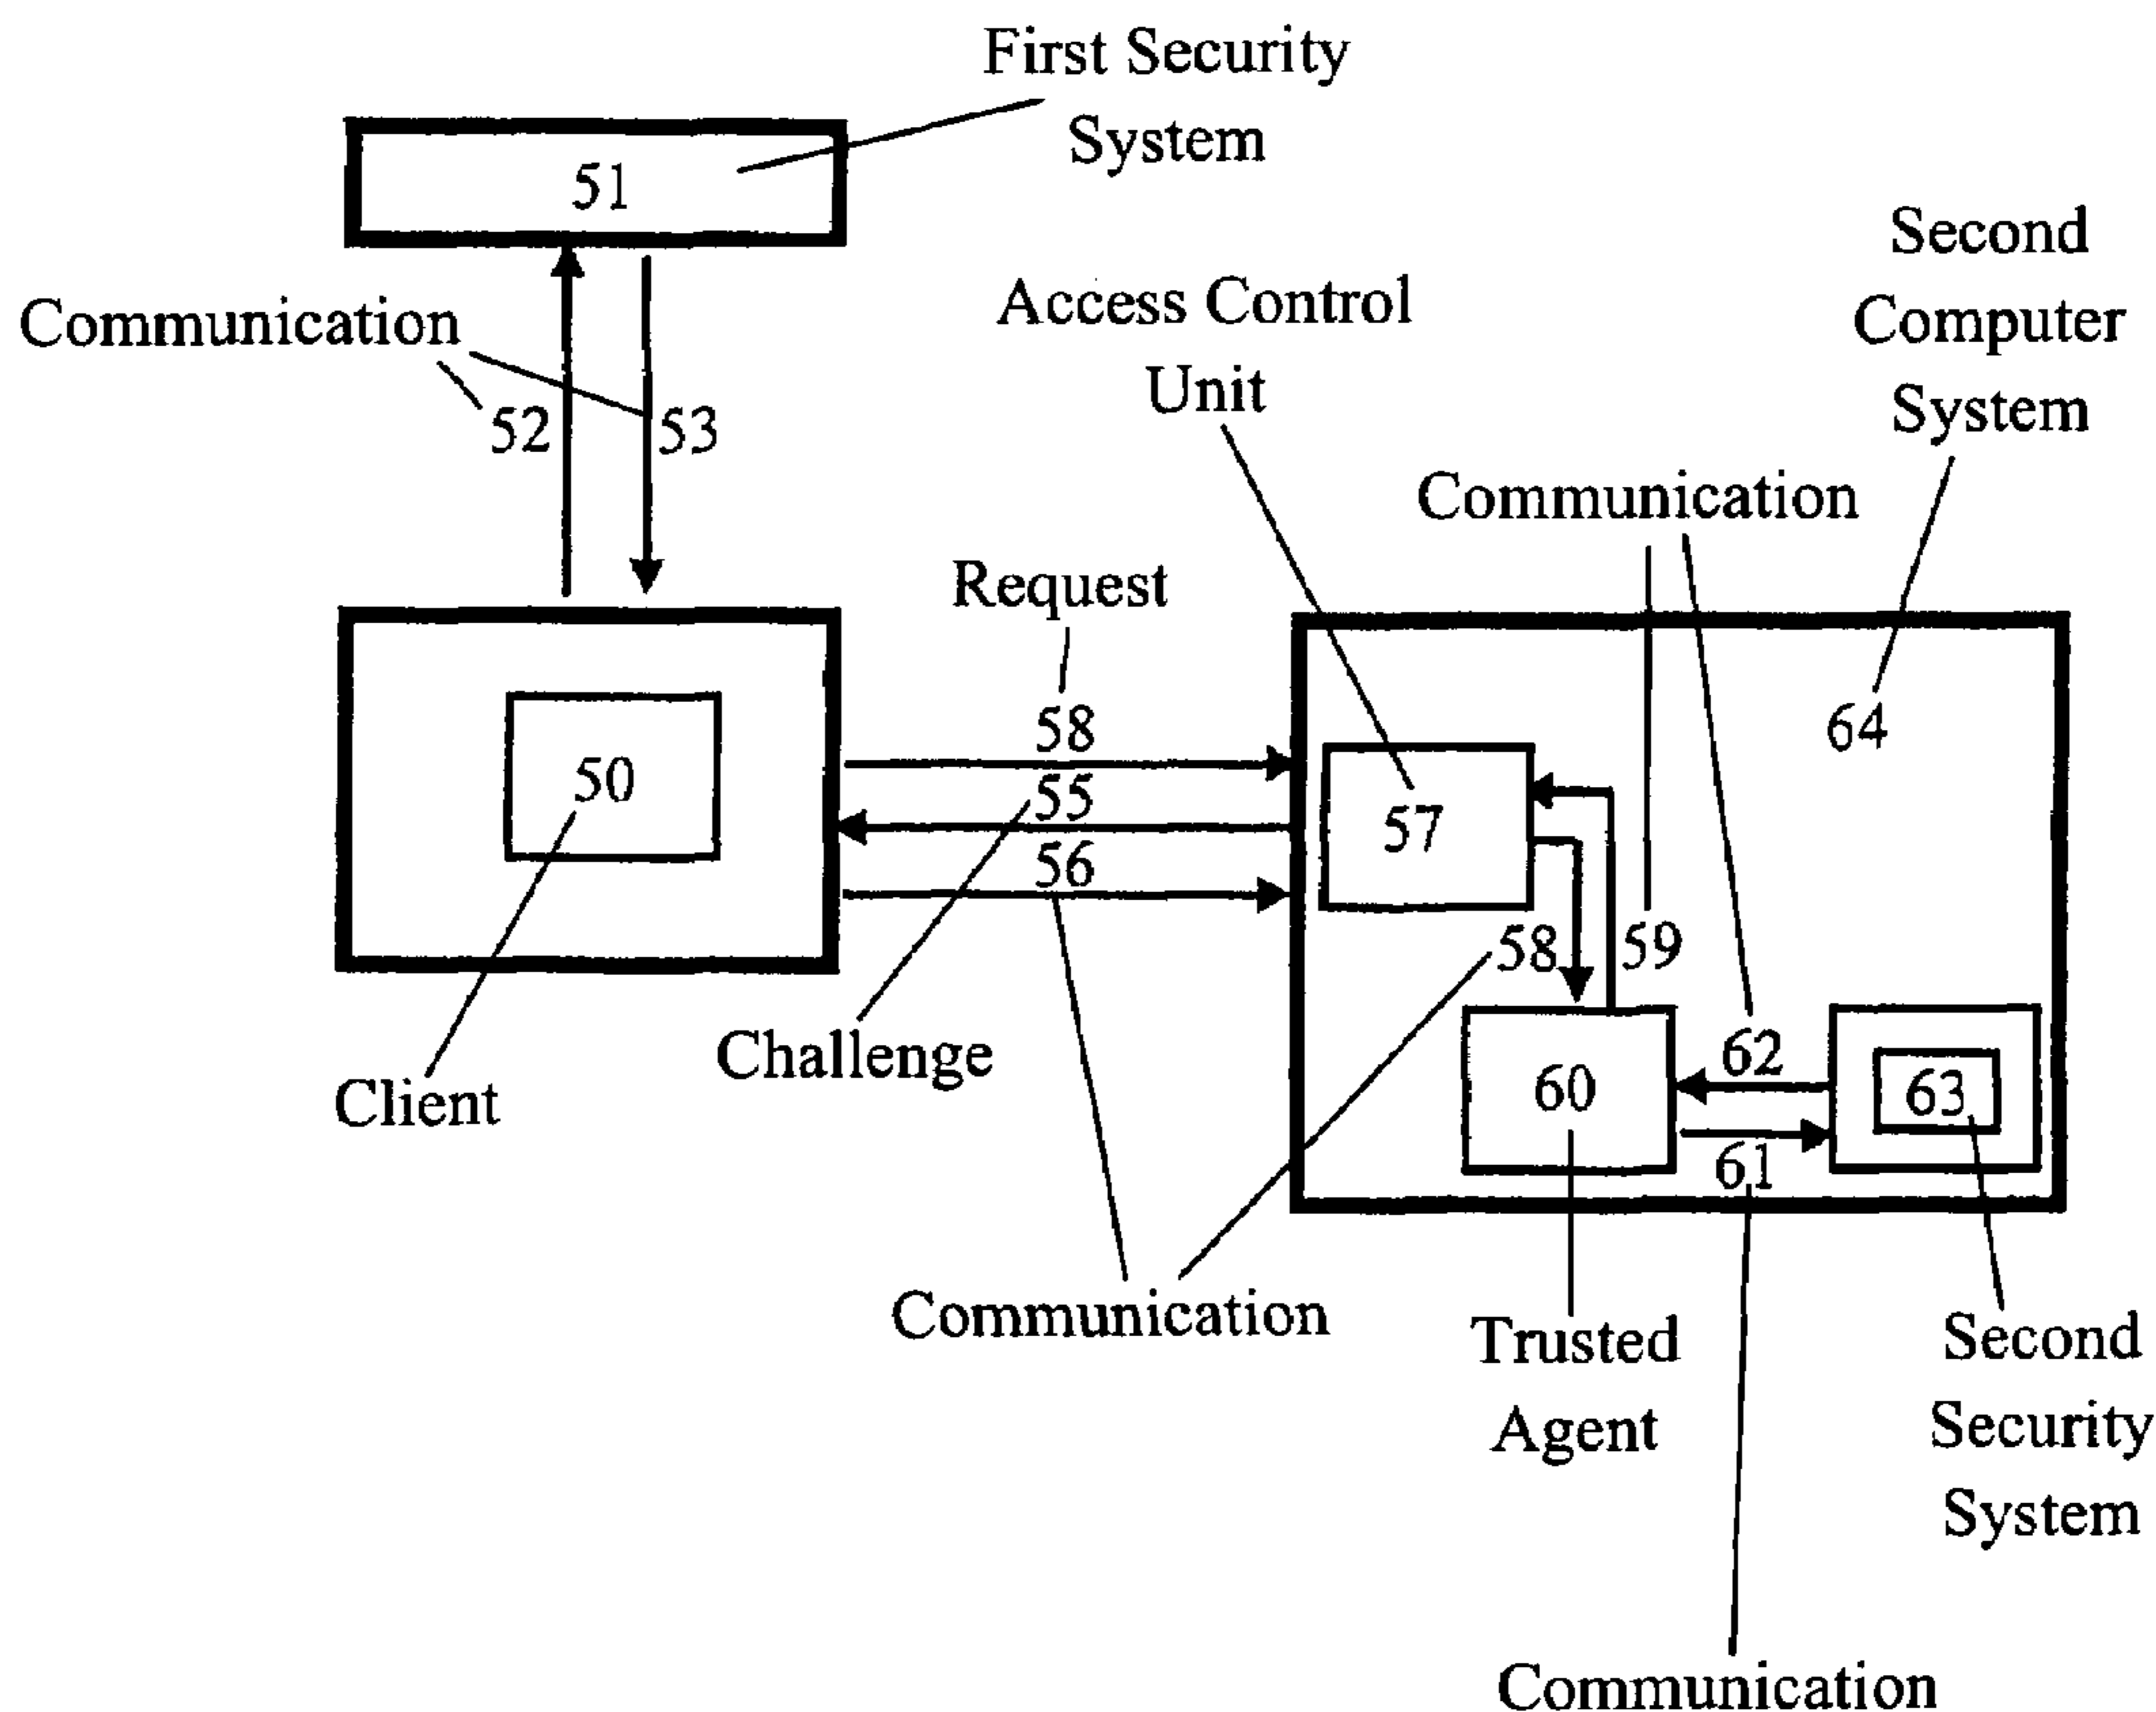 First Security
System
51
Second
Computer
System
Access Control
Unit
Communication
52
53
Communication
Request
58
64
50
55
57
56
58
59
Challenge
Client
62
60
63
61
Communication
Trusted
Agent
Second
Security
System
Communication